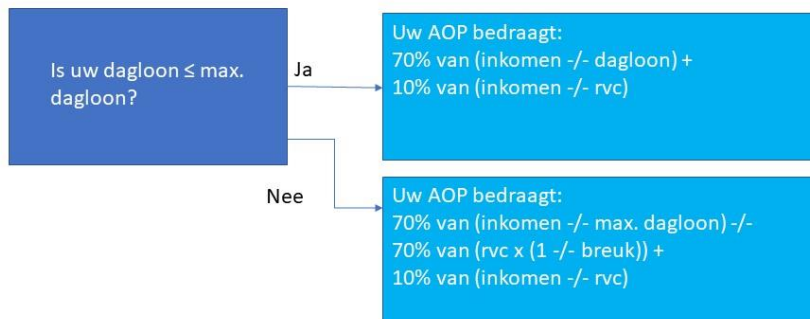 Is uw dagloon ≤ max.
dagloon?
Ja
Uw AOP bedraagt:
70% van (inkomen -/- dagloon) +
10% van (inkomen -/- rvc)
Nee
Uw AOP bedraagt:
70% van (inkomen -/- max. dagloon) -/-
70% van (rvc x (1 -/- breuk)) +
10% van (inkomen -/- rvc)